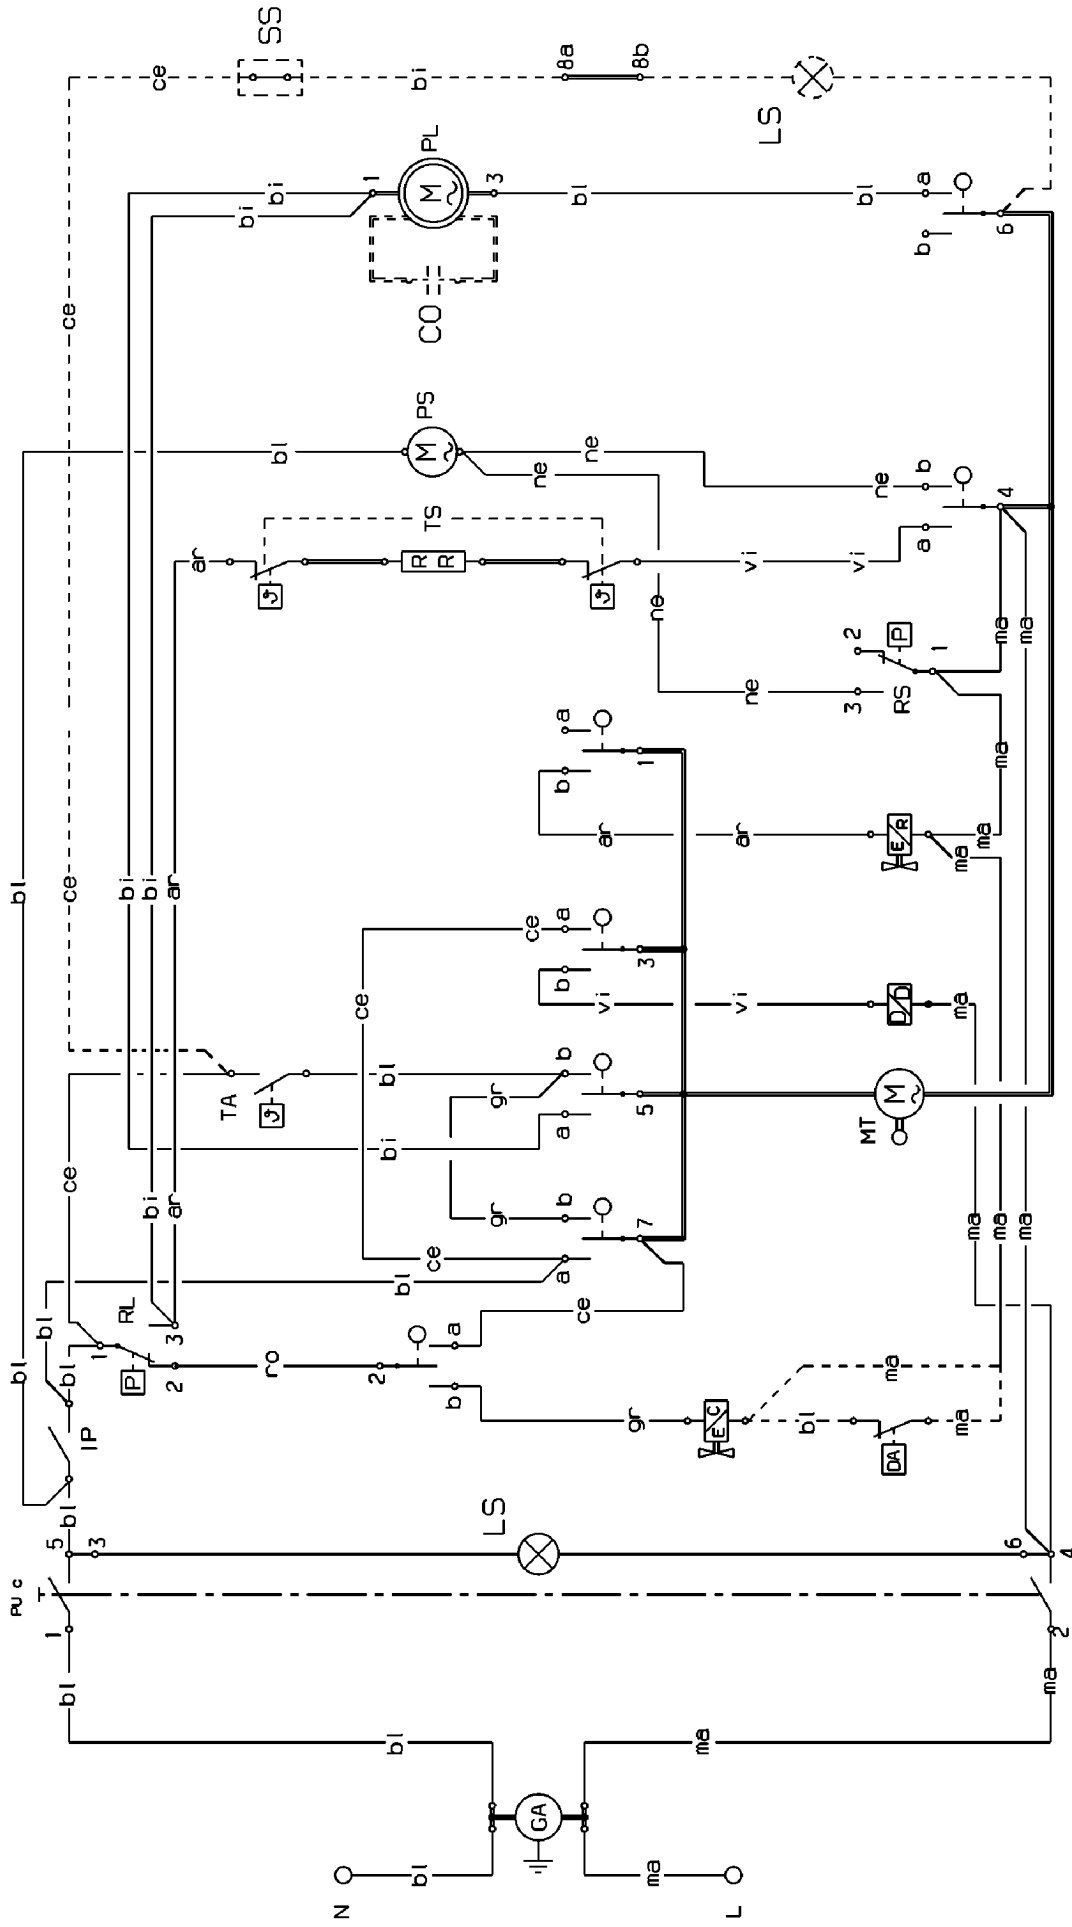 PU c
bl
bl
1
5
bl
bl
bl
bl
ce
ce
ce
3
IP
1
RL
P
bi
bi
bi
ce
2
3
ar
ar
ar
TA
bi
SS
ϑ
ϑ
ro
bl
bi
N
ce
1
2
bi
bl
bl
bl
bl
R R
bi
PS
PL
CO
TS
ce
M
M
b
a
LS
gr
gr
3
ce
GA
ne
a
b
a
b
b
a
b
a
8a
bl
ce
ne
ϑ
vi
ar
gr
7
5
3
1
8b
ma
ne
ma
E C
L
vi
ar
ne
vi
LS
bl
3
2
vi
bl
MT
ne
DA
ma
M
D D
E R
P
RS
a
b
b
a
1
ma
ma
ma
ma
ma
ma
ma
ma
4
6
6
ma
ma
ma
2
4